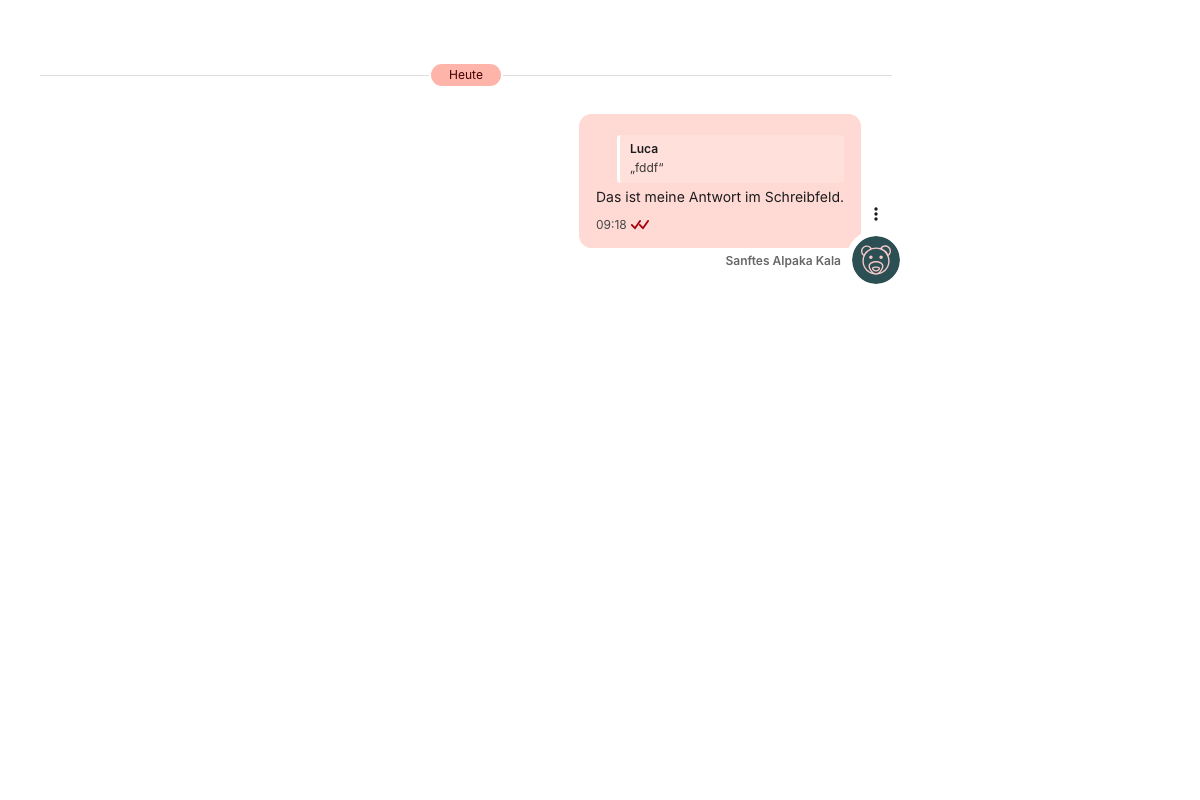 Heute
Luca
„fddf“
Das ist meine Antwort im Schreibfeld.
09:18
Sanftes Alpaka Kala